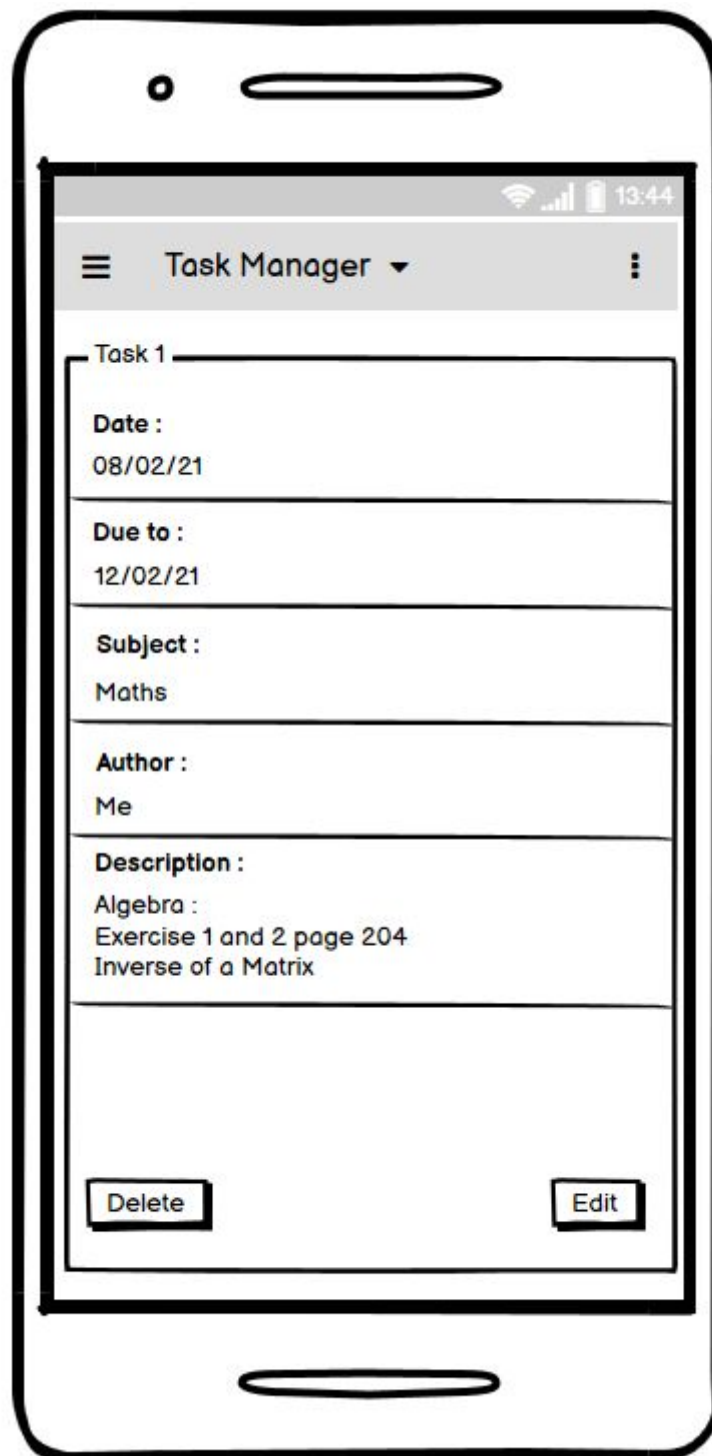 13:44
Task Manager
Task 1
Date :
08/02/21
Due to :
12/02/21
Subject :
Maths
Author :
Me
Description :
Algebra :
Exercise 1 and 2 page 204
Inverse of a Matrix
Delete Edit